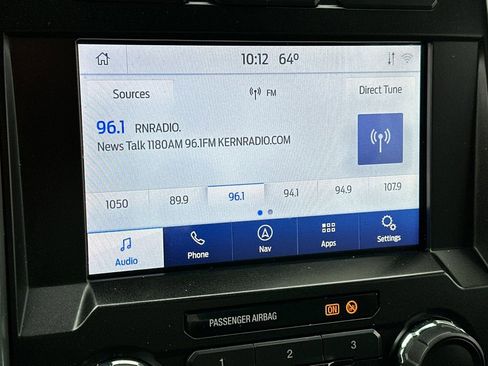 10:12 64°
Sources FM Direct Tune
96.1 RNRADIO.
News Talk 1180AM 96.1FM KERNRADIO.COM
1050 89.9 96.1 94.1 94.9 107.9
Audio Phone Nav Apps Settings
PASSENGER AIRBAG ON
1 2 3